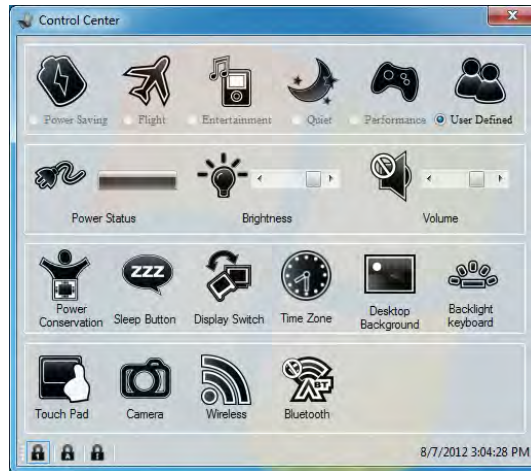 Control Center
Power Saving Flight Entertainment Quiet Performance User Defined
Power Status Brightness Volume
Power Conservation Sleep Button Display Switch Time Zone Desktop Background Backlight keyboard
zzz
Touch Pad Camera Wireless Bluetooth
BT
8/7/2012 3:04:28 PM